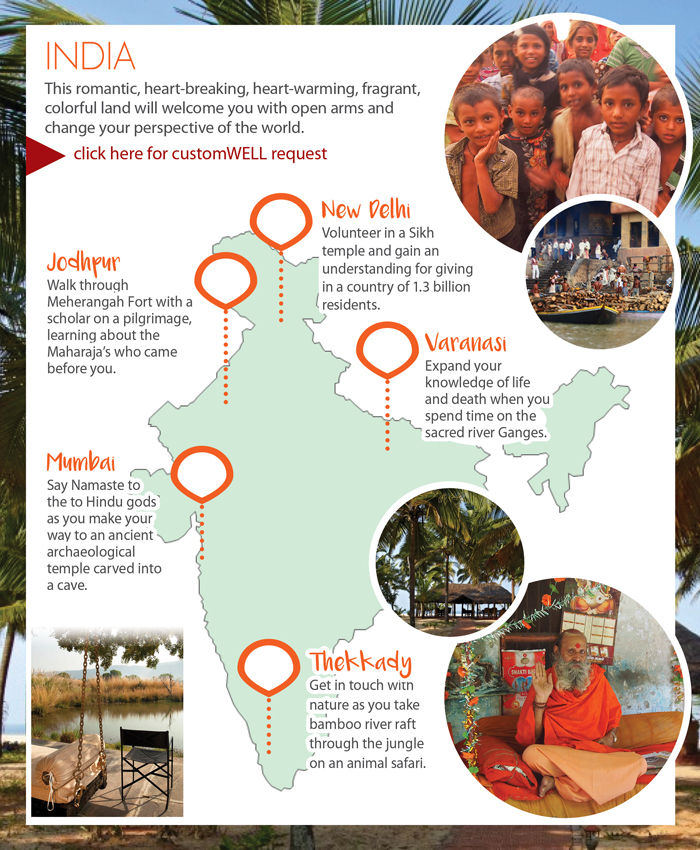 INDIA
This romantic, heart-breaking, heart-warming, fragrant,
colorful land will welcome you with open arms and
change your perspective of the world.
click here for customWELL request
New Delhi
Volunteer in a Sikh
temple and gain an
understanding for giving
in a country of 1.3 billion
residents.
Jodhpur
Walk through
Meherangah Fort with a
scholar on a pilgrimage,
learning about the
Maharaja's who came
before you.
Varanasi
Expand your
knowledge of life
and death when you
spend time on the
sacred river Ganges.
Mumbai
Say Namaste to
the to Hindu gods
as you make your
way to an ancient
archaeological
temple carved into
a cave.
Thekkady
Get in touch with
nature as you take
bamboo river raft
through the jungle
on an animal safari.